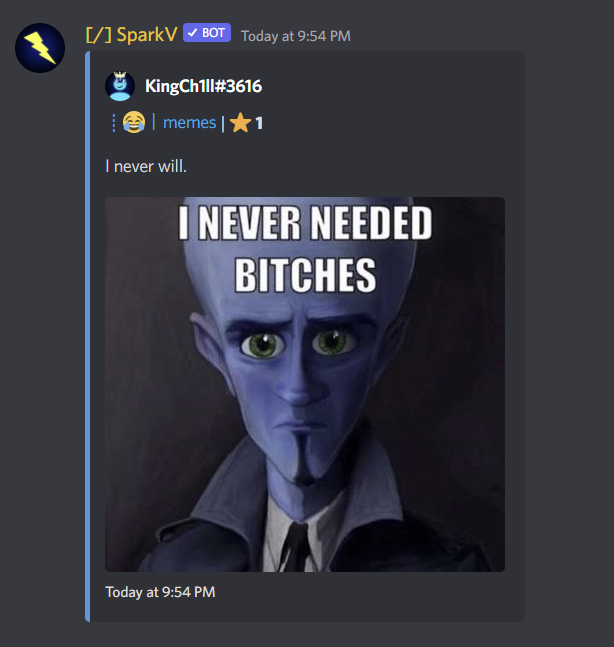 [/] SparkV ✓ BOT Today at 9:54 PM
KingCh1ll#3616
┊😂│ memes | ⭐ 1
I never will.
I NEVER NEEDED
BITCHES
Today at 9:54 PM